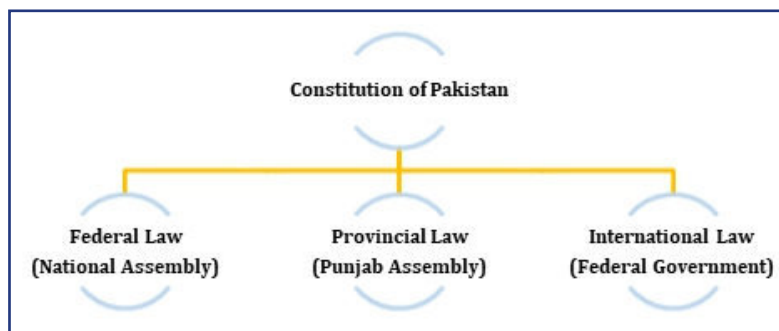 Constitution of Pakistan
Federal Law
(National Assembly)
Provincial Law
(Punjab Assembly)
International Law
(Federal Government)